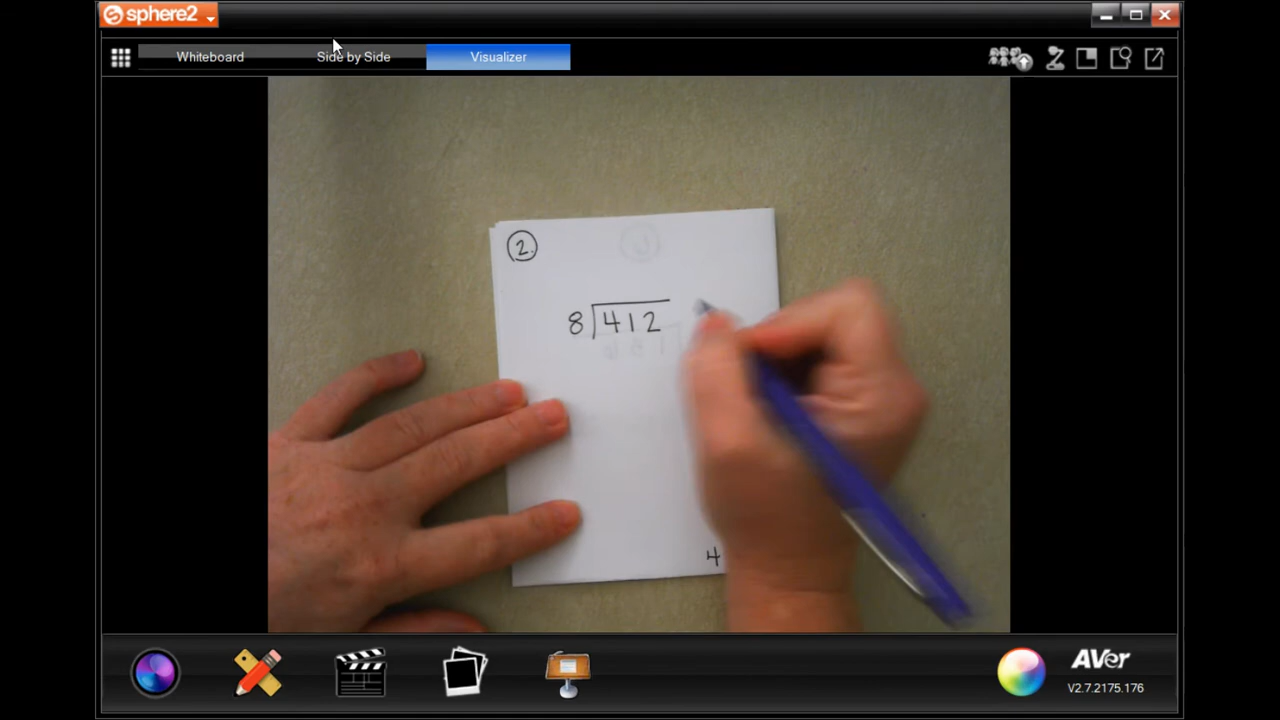 sphere2
Whiteboard Side by Side Visualizer
2.
8 412
4
AVer
V2.7.2175.176